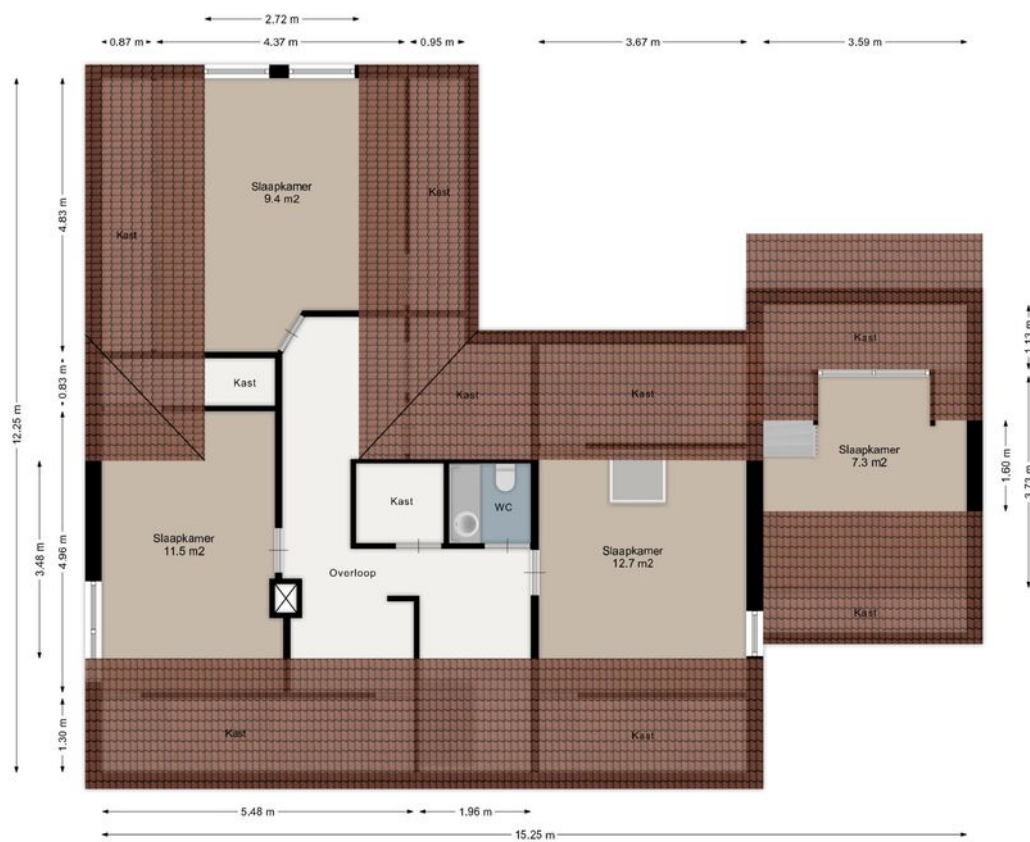 2.72 m
0.87 m
4.37 m
0.95 m
3.67 m
3.59 m
Slaapkamer
9.4 m2
Kast
Kast
4.83 m
12.25 m
0.83 m
Kast
Kast
Kast
Kast
1.13 m
Slaapkamer
7.3 m2
1.60 m
3.73 m
Kast
WC
Slaapkamer
11.5 m2
Overloop
Slaapkamer
12.7 m2
3.48 m
4.96 m
Kast
1.30 m
Kast
Kast
5.48 m
1.96 m
15.25 m